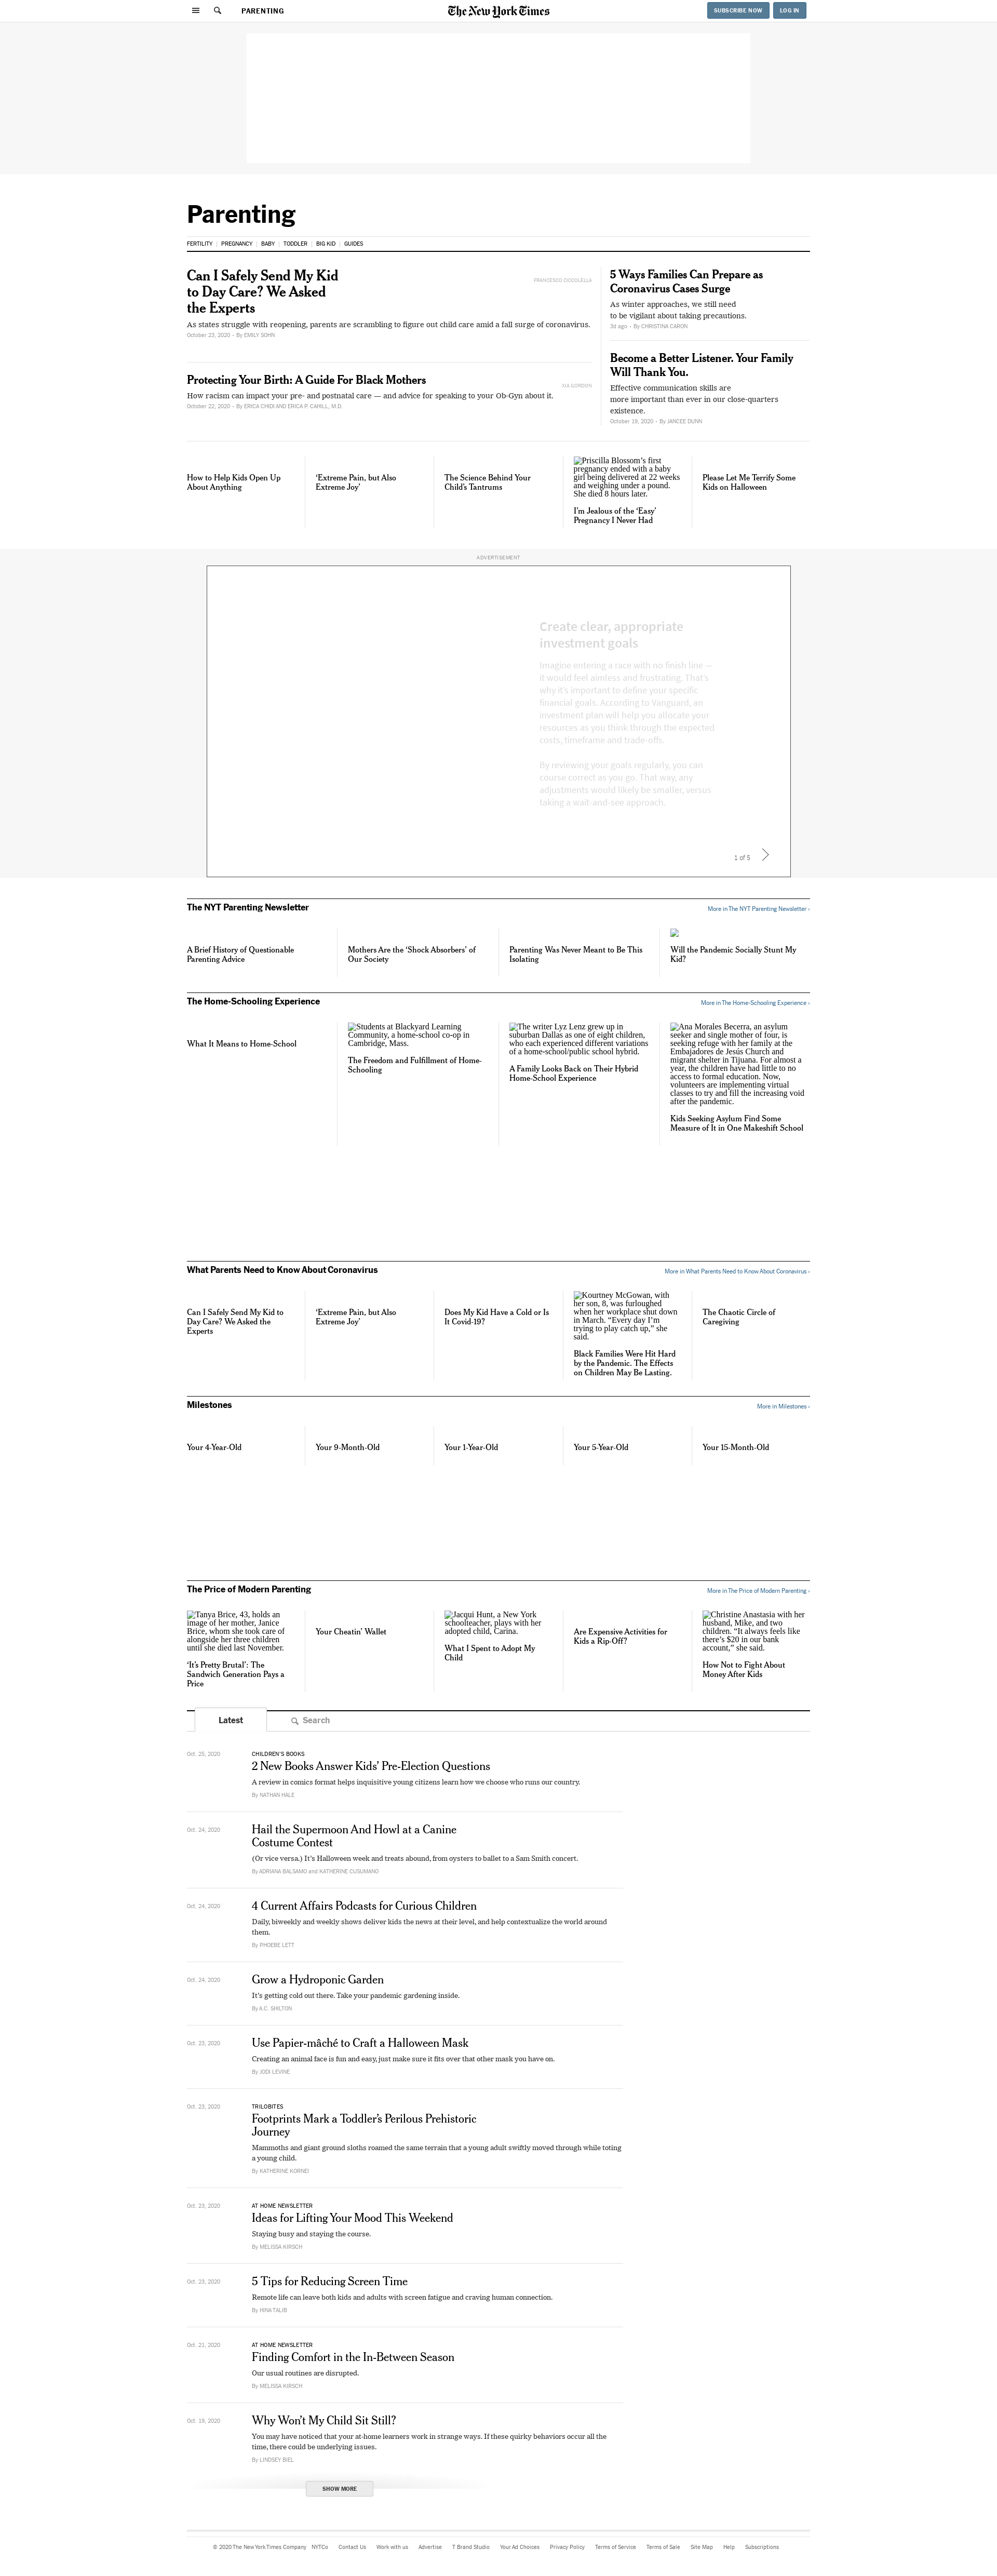 PARENTING
The New York Times
SUBSCRIBE NOW
LOG IN
Parenting
FERTILITY
PREGNANCY
BABY
TODDLER
BIG KID
GUIDES
Can I Safely Send My Kid
to Day Care? We Asked
the Experts
FRANCESCO CICCOLELLA
As states struggle with reopening, parents are scrambling to figure out child care amid a fall surge of coronavirus.
October 23, 2020 - By EMILY SOHN
Protecting Your Birth: A Guide For Black Mothers
NIA GORDON
How racism can impact your pre- and postnatal care — and advice for speaking to your Ob-Gyn about it.
October 22, 2020 - By ERICA CHIDI AND ERICA P. CAHILL, M.D.
5 Ways Families Can Prepare as
Coronavirus Cases Surge
As winter approaches, we still need
to be vigilant about taking precautions.
3d ago - By CHRISTINA CARON
Become a Better Listener. Your Family
Will Thank You.
Effective communication skills are
more important than ever in our close-quarters
existence.
October 19, 2020 - By JANCEE DUNN
How to Help Kids Open Up
About Anything
‘Extreme Pain, but Also
Extreme Joy’
The Science Behind Your
Child’s Tantrums
Priscilla Blossom’s first
pregnancy ended with a baby
girl being delivered at 22 weeks
and weighing under a pound.
She died 8 hours later.
I’m Jealous of the ‘Easy’
Pregnancy I Never Had
Please Let Me Terrify Some
Kids on Halloween
ADVERTISEMENT
Create clear, appropriate
investment goals
Imagine entering a race with no finish line —
it would feel aimless and frustrating. That’s
why it’s important to define your specific
financial goals. According to Vanguard, an
investment plan will help you allocate your
resources as you think through the expected
costs, timeframe and trade-offs.
By reviewing your goals regularly, you can
course correct as you go. That way, any
adjustments would likely be smaller, versus
taking a wait-and-see approach.
1 of 5
The NYT Parenting Newsletter
More in The NYT Parenting Newsletter ›
A Brief History of Questionable
Parenting Advice
Mothers Are the ‘Shock Absorbers’ of
Our Society
Parenting Was Never Meant to Be This
Isolating
Will the Pandemic Socially Stunt My
Kid?
The Home-Schooling Experience
More in The Home-Schooling Experience ›
What It Means to Home-School
Students at Blackyard Learning
Community, a home-school co-op in
Cambridge, Mass.
The Freedom and Fulfillment of Home-
Schooling
The writer Lyz Lenz grew up in
suburban Dallas as one of eight children,
who each experienced different variations
of a home-school/public school hybrid.
A Family Looks Back on Their Hybrid
Home-School Experience
Ana Morales Becerra, an asylum
seeker and single mother of four, is
seeking refuge with her family at the
Embajadores de Jesús Church and
migrant shelter in Tijuana. For almost a
year, the children have had little to no
access to formal education. Now,
volunteers are implementing virtual
classes to try and fill the increasing void
after the pandemic.
Kids Seeking Asylum Find Some
Measure of It in One Makeshift School
What Parents Need to Know About Coronavirus
More in What Parents Need to Know About Coronavirus ›
Can I Safely Send My Kid to
Day Care? We Asked the
Experts
‘Extreme Pain, but Also
Extreme Joy’
Does My Kid Have a Cold or Is
It Covid-19?
Kourtney McGowan, with
her son, 8, was furloughed
when her workplace shut down
in March. “Every day I’m
trying to play catch up,” she
said.
Black Families Were Hit Hard
by the Pandemic. The Effects
on Children May Be Lasting.
The Chaotic Circle of
Caregiving
Milestones
More in Milestones ›
Your 4-Year-Old
Your 9-Month-Old
Your 1-Year-Old
Your 5-Year-Old
Your 15-Month-Old
The Price of Modern Parenting
More in The Price of Modern Parenting ›
Tanya Brice, 43, holds an
image of her mother, Janice
Brice, whom she took care of
alongside her three children
until she died last November.
‘It’s Pretty Brutal’: The
Sandwich Generation Pays a
Price
Your Cheatin’ Wallet
Jacqui Hunt, a New York
schoolteacher, plays with her
adopted child, Carina.
What I Spent to Adopt My
Child
Are Expensive Activities for
Kids a Rip-Off?
Christine Anastasia with her
husband, Mike, and two
children. “It always feels like
there’s $20 in our bank
account,” she said.
How Not to Fight About
Money After Kids
Latest
Search
Oct. 25, 2020
CHILDREN’S BOOKS
2 New Books Answer Kids’ Pre-Election Questions
A review in comics format helps inquisitive young citizens learn how we choose who runs our country.
By NATHAN HALE
Oct. 24, 2020
Hail the Supermoon And Howl at a Canine
Costume Contest
(Or vice versa.) It’s Halloween week and treats abound, from oysters to ballet to a Sam Smith concert.
By ADRIANA BALSAMO and KATHERINE CUSUMANO
Oct. 24, 2020
4 Current Affairs Podcasts for Curious Children
Daily, biweekly and weekly shows deliver kids the news at their level, and help contextualize the world around
them.
By PHOEBE LETT
Oct. 24, 2020
Grow a Hydroponic Garden
It’s getting cold out there. Take your pandemic gardening inside.
By A.C. SHILTON
Oct. 23, 2020
Use Papier-mâché to Craft a Halloween Mask
Creating an animal face is fun and easy, just make sure it fits over that other mask you have on.
By JODI LEVINE
Oct. 23, 2020
TRILOBITES
Footprints Mark a Toddler’s Perilous Prehistoric
Journey
Mammoths and giant ground sloths roamed the same terrain that a young adult swiftly moved through while toting
a young child.
By KATHERINE KORNEI
Oct. 23, 2020
AT HOME NEWSLETTER
Ideas for Lifting Your Mood This Weekend
Staying busy and staying the course.
By MELISSA KIRSCH
Oct. 23, 2020
5 Tips for Reducing Screen Time
Remote life can leave both kids and adults with screen fatigue and craving human connection.
By HINA TALIB
Oct. 21, 2020
AT HOME NEWSLETTER
Finding Comfort in the In-Between Season
Our usual routines are disrupted.
By MELISSA KIRSCH
Oct. 19, 2020
Why Won’t My Child Sit Still?
You may have noticed that your at-home learners work in strange ways. If these quirky behaviors occur all the
time, there could be underlying issues.
By LINDSEY BIEL
SHOW MORE
© 2020 The New York Times Company
NYTCo
Contact Us
Work with us
Advertise
T Brand Studio
Your Ad Choices
Privacy Policy
Terms of Service
Terms of Sale
Site Map
Help
Subscriptions